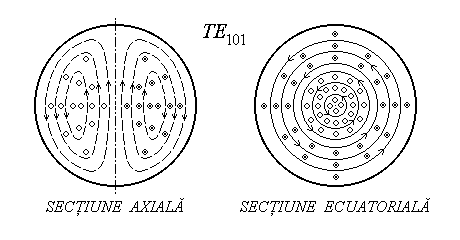 TE101
SECȚIUNE AXIALĂ
SECȚIUNE ECUATORIALĂ